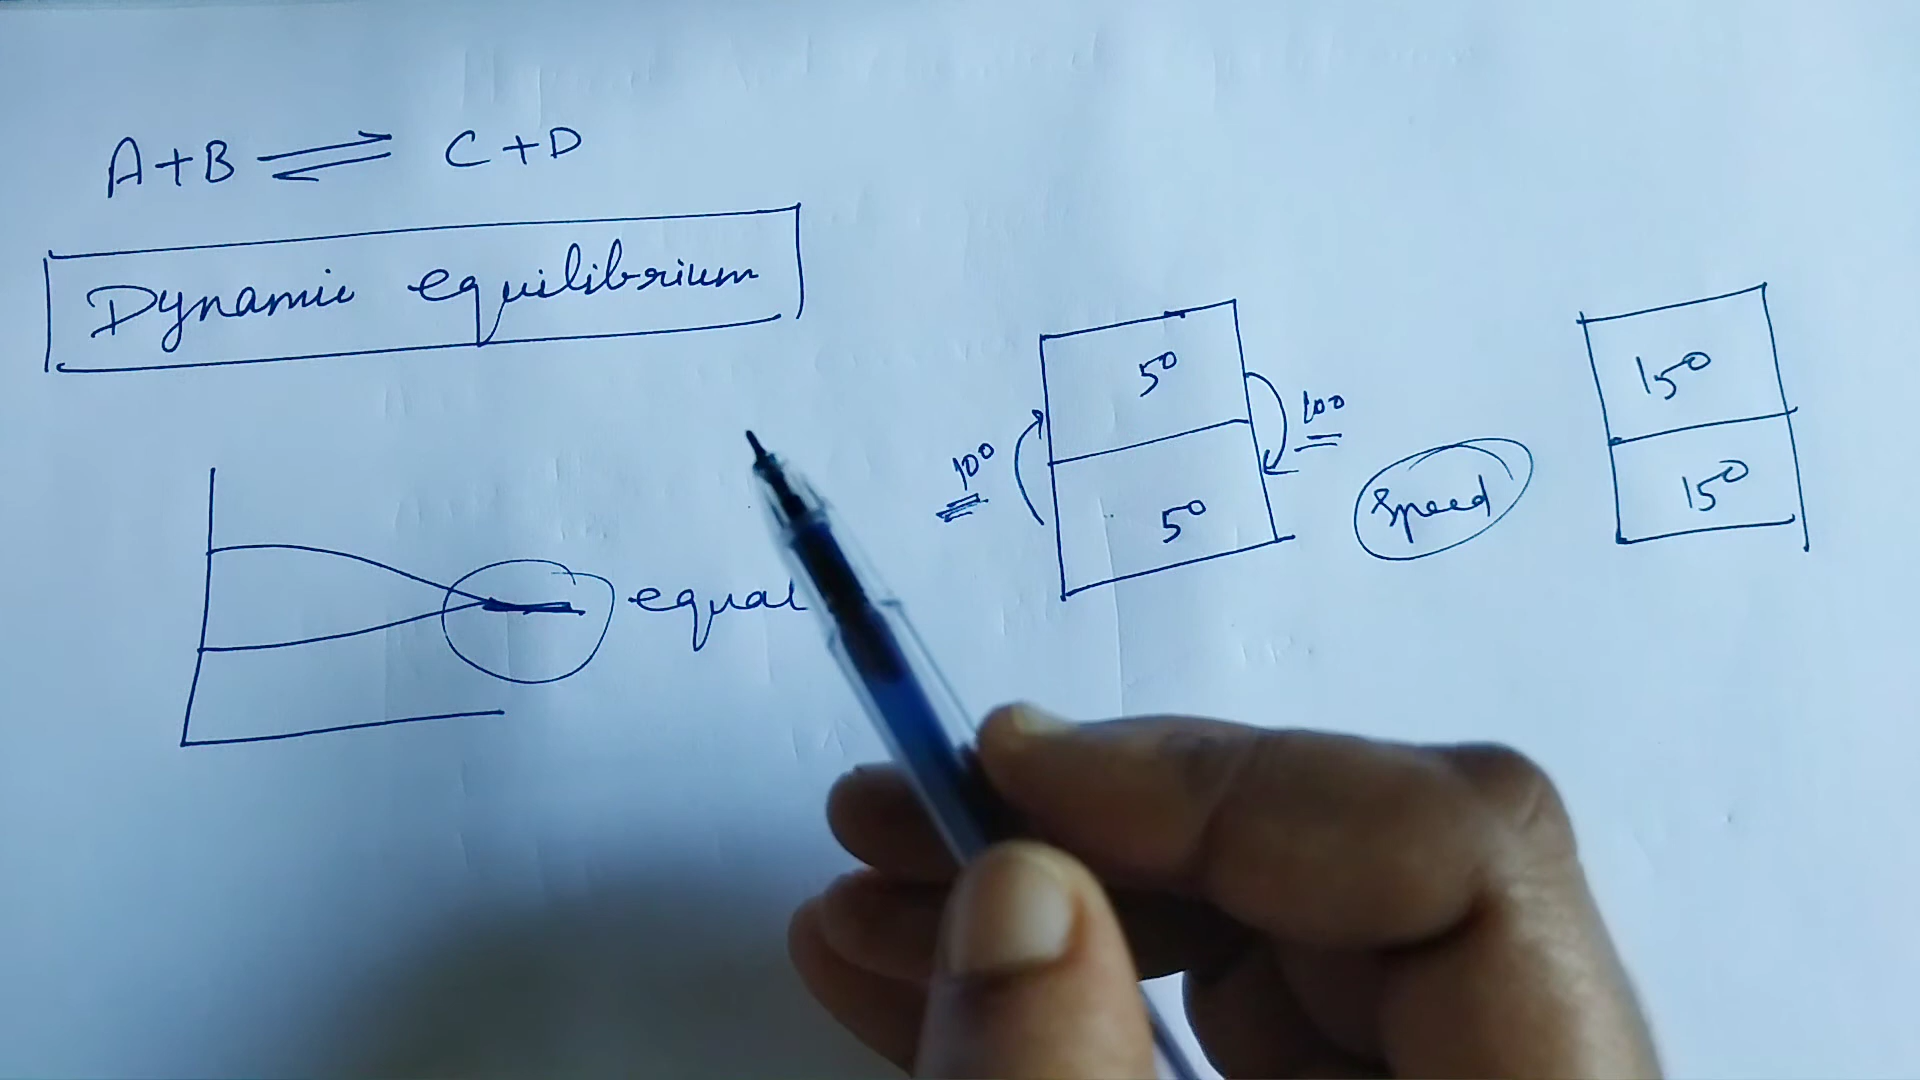 A+B ⇌ C+D
Dynamic equilibrium
equal
50
50
100
100
Speed
150
150